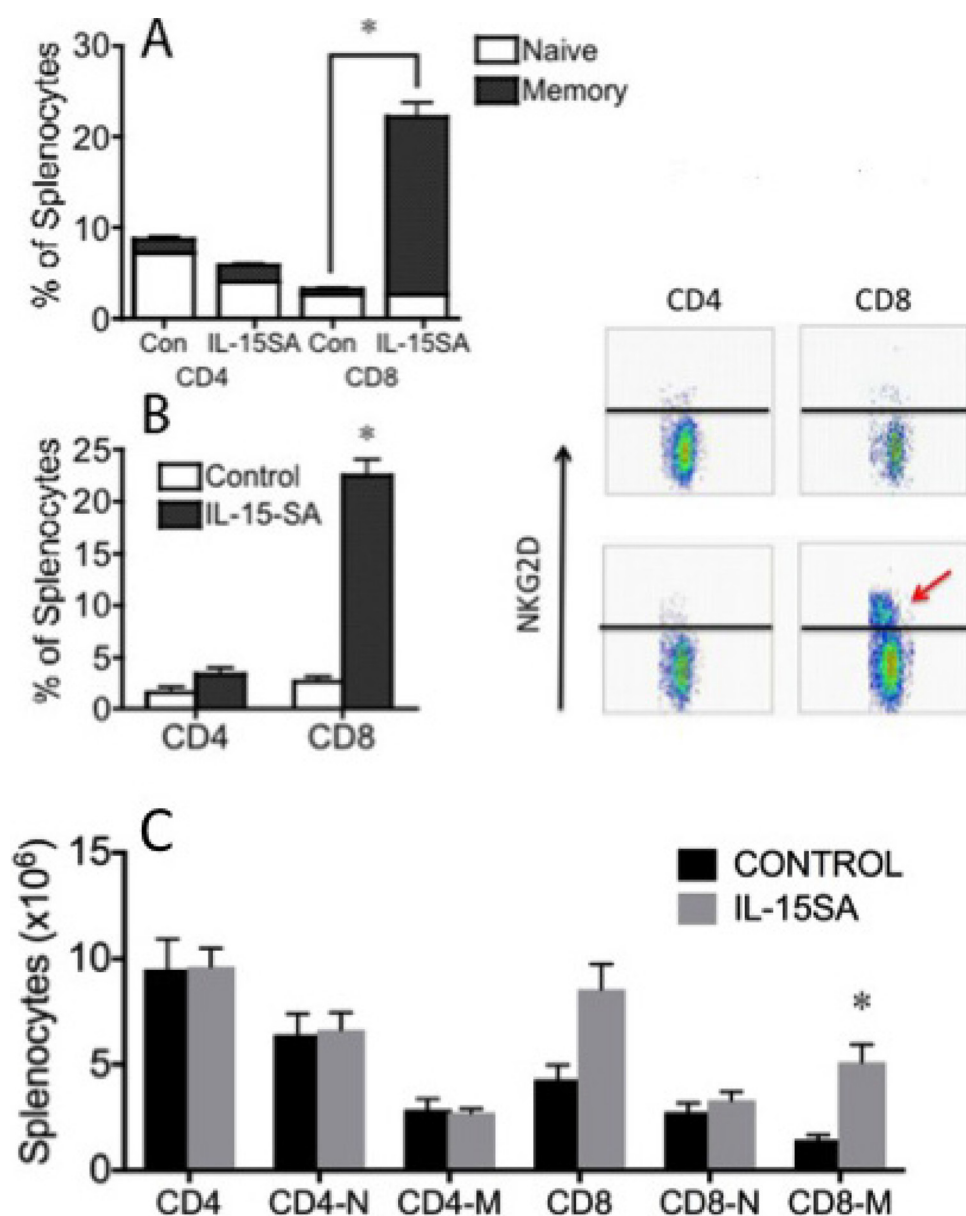 A
*
30
20
10
0
% of Splenocytes
Naive
Memory
Con IL-15SA Con IL-15SA
CD4 CD8
B
*
25
20
15
10
5
0
% of Splenocytes
Control
IL-15-SA
CD4 CD8
CD4 CD8
NKG2D
C
15
10
5
0
Splenocytes (x10⁶)
CONTROL
IL-15SA
*
CD4 CD4-N CD4-M CD8 CD8-N CD8-M